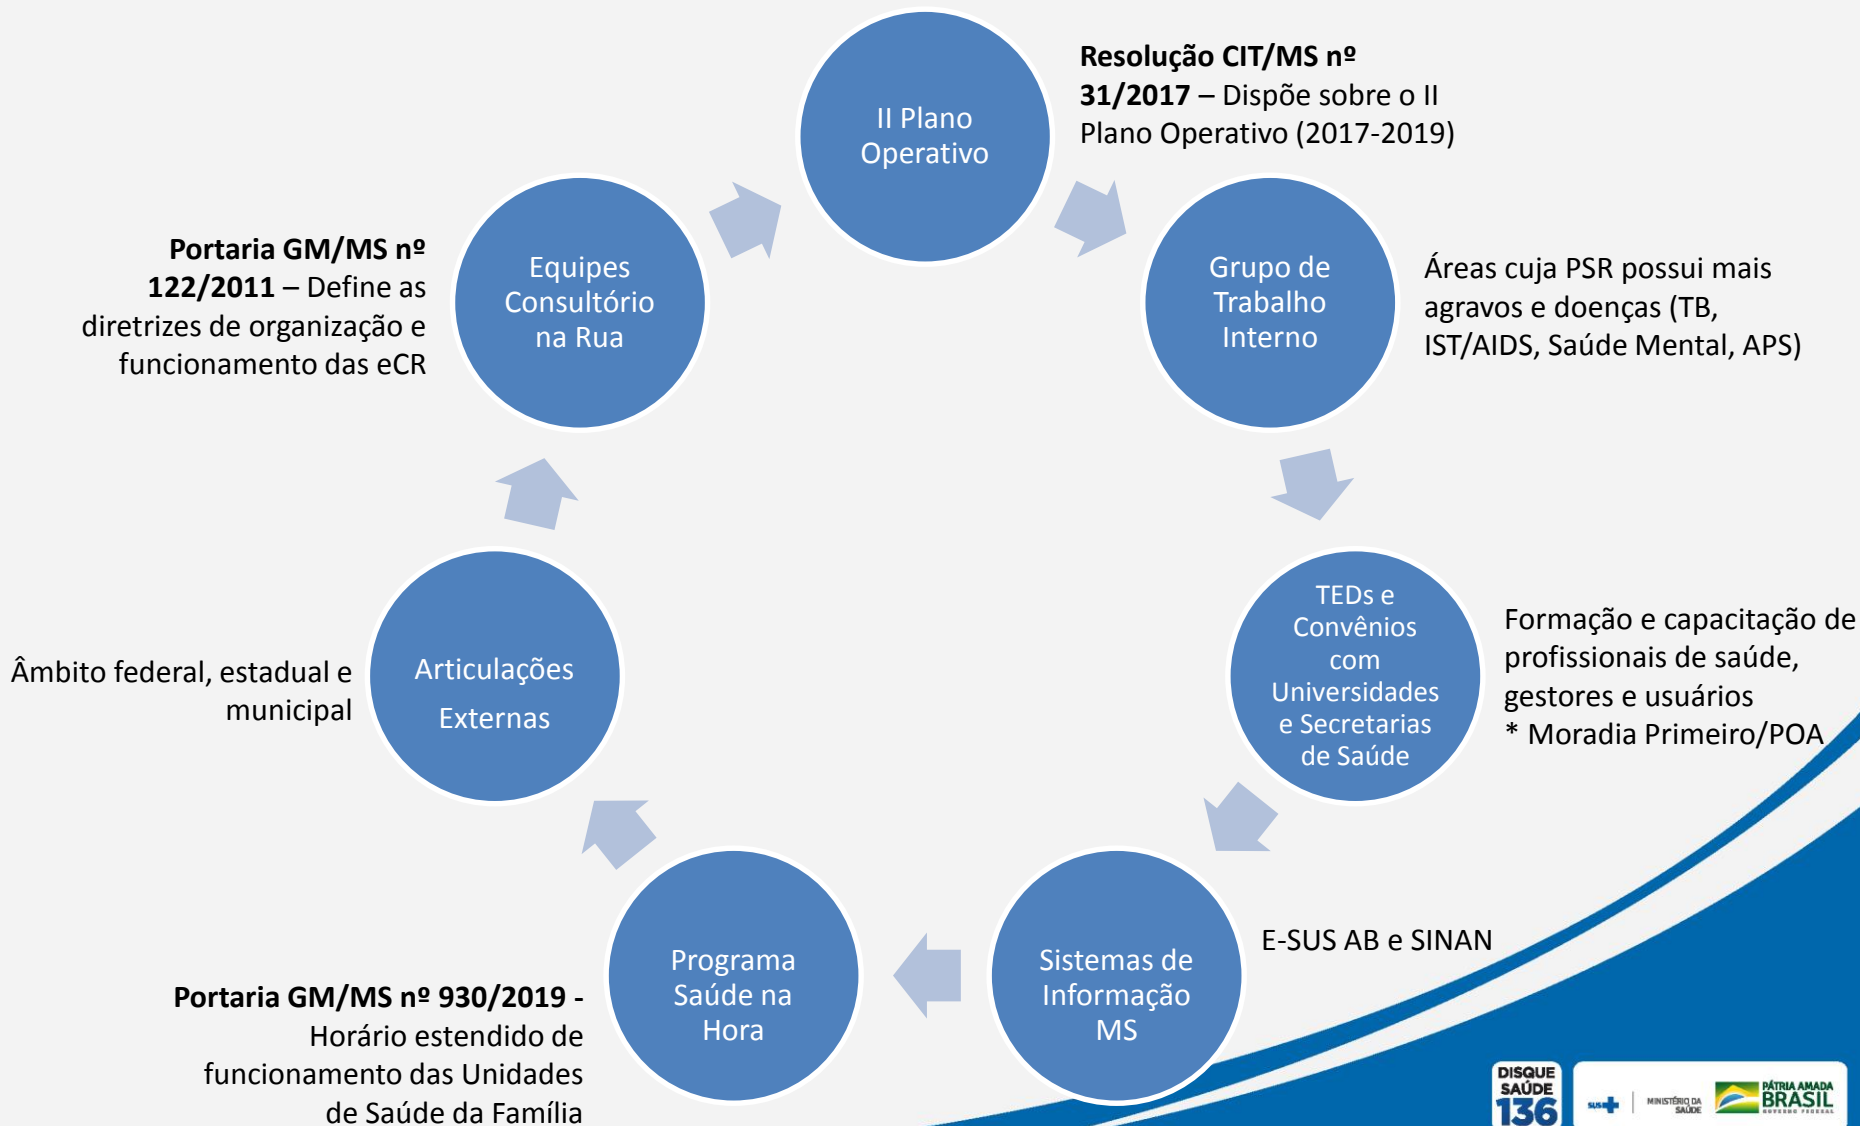 II Plano
Operativo
Resolução CIT/MS nº
31/2017 – Dispõe sobre o II
Plano Operativo (2017-2019)
Grupo de
Trabalho
Interno
Áreas cuja PSR possui mais
agravos e doenças (TB,
IST/AIDS, Saúde Mental, APS)
TEDs e
Convênios
com
Universidades
e Secretarias
de Saúde
Formação e capacitação de
profissionais de saúde,
gestores e usuários
* Moradia Primeiro/POA
Sistemas de
Informação
MS
E-SUS AB e SINAN
Programa
Saúde na
Hora
Portaria GM/MS nº 930/2019 -
Horário estendido de
funcionamento das Unidades
de Saúde da Família
Articulações
Externas
Âmbito federal, estadual e
municipal
Equipes
Consultório
na Rua
Portaria GM/MS nº
122/2011 – Define as
diretrizes de organização e
funcionamento das eCR
DISQUE
SAÚDE
136
SUS
MINISTÉRIO DA
SAÚDE
PÁTRIA AMADA
BRASIL
GOVERNO FEDERAL